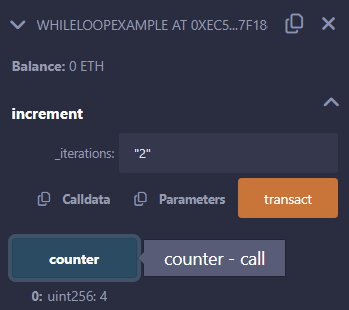 WHILELOOPEXAMPLE AT 0XEC5...7F18
Balance: 0 ETH
increment
_iterations: "2"
Calldata Parameters transact
counter counter - call
0: uint256: 4